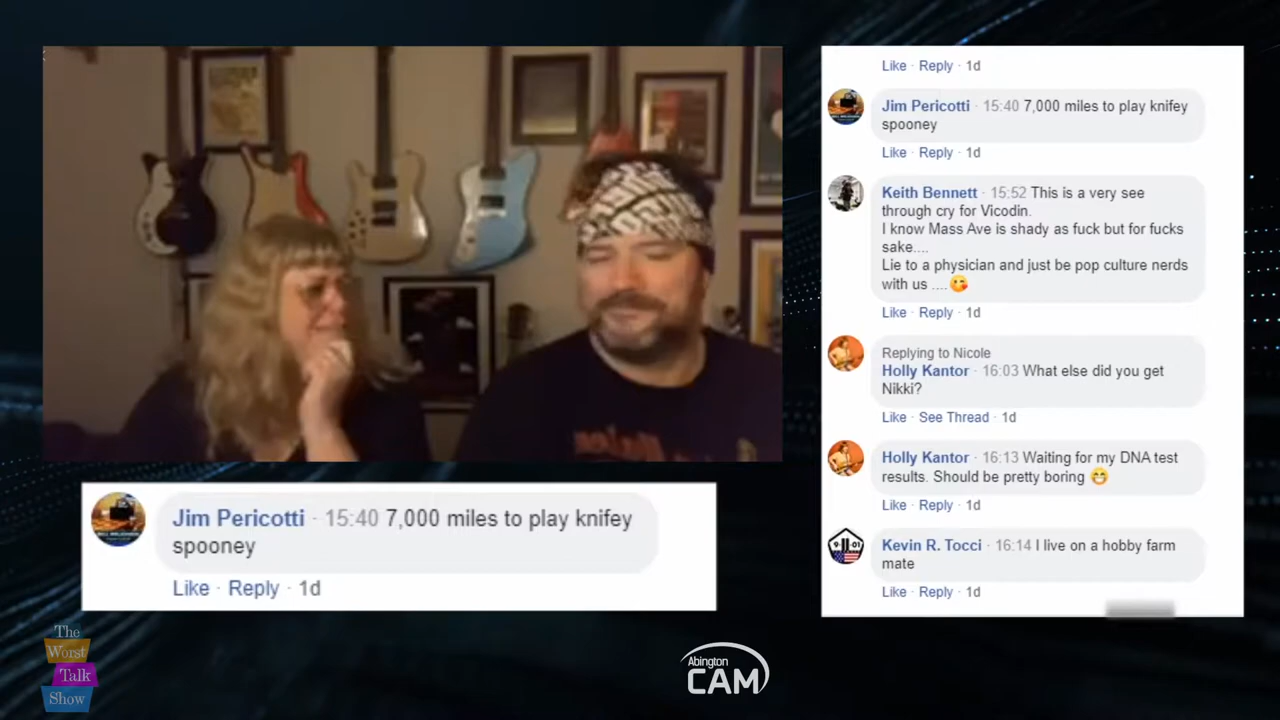 Like · Reply · 1d
Jim Pericotti · 15:40 7,000 miles to play knifey
spooney
Like · Reply · 1d
Keith Bennett · 15:52 This is a very see
through cry for Vicodin.
I know Mass Ave is shady as fuck but for fucks
sake....
Lie to a physician and just be pop culture nerds
with us ....😋
Like · Reply · 1d
Replying to Nicole
Holly Kantor · 16:03 What else did you get
Nikki?
Like · See Thread · 1d
Holly Kantor · 16:13 Waiting for my DNA test
results. Should be pretty boring 😁
Like · Reply · 1d
9-11-01
Kevin R. Tocci · 16:14 I live on a hobby farm
mate
Like · Reply · 1d
Jim Pericotti · 15:40 7,000 miles to play knifey
spooney
Like · Reply · 1d
The
Worst
Talk
Show
Abington
CAM